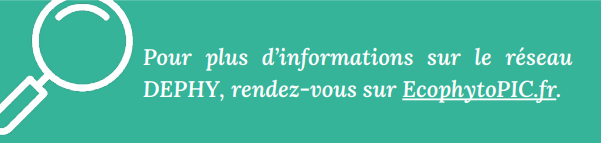 Pour plus d'informations sur le réseau
DEPHY, rendez-vous sur EcophytoPIC.fr.